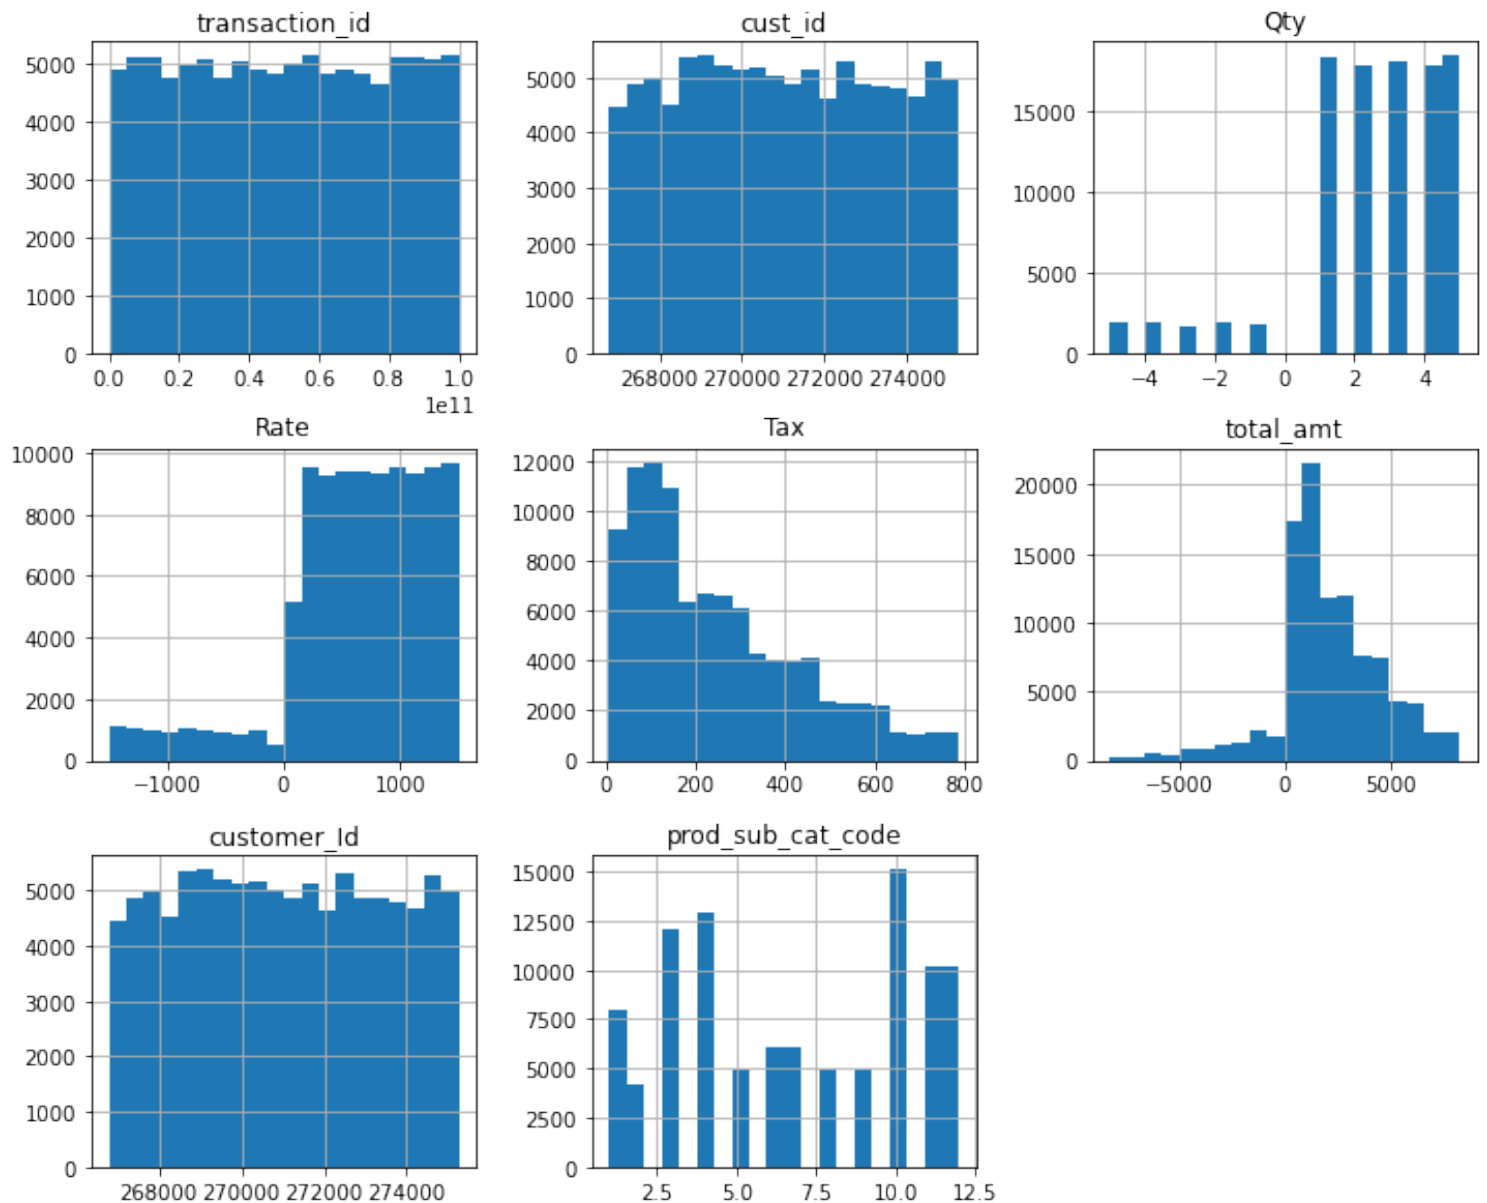 transaction_id
5000
4000
3000
2000
1000
0
0.0 0.2 0.4 0.6 0.8 1.0
1e11
cust_id
5000
4000
3000
2000
1000
0
268000 270000 272000 274000
Qty
15000
10000
5000
0
−4 −2 0 2 4
Rate
10000
8000
6000
4000
2000
0
−1000 0 1000
Tax
12000
10000
8000
6000
4000
2000
0
0 200 400 600 800
total_amt
20000
15000
10000
5000
0
−5000 0 5000
customer_Id
5000
4000
3000
2000
1000
0
268000 270000 272000 274000
prod_sub_cat_code
15000
12500
10000
7500
5000
2500
0
2.5 5.0 7.5 10.0 12.5